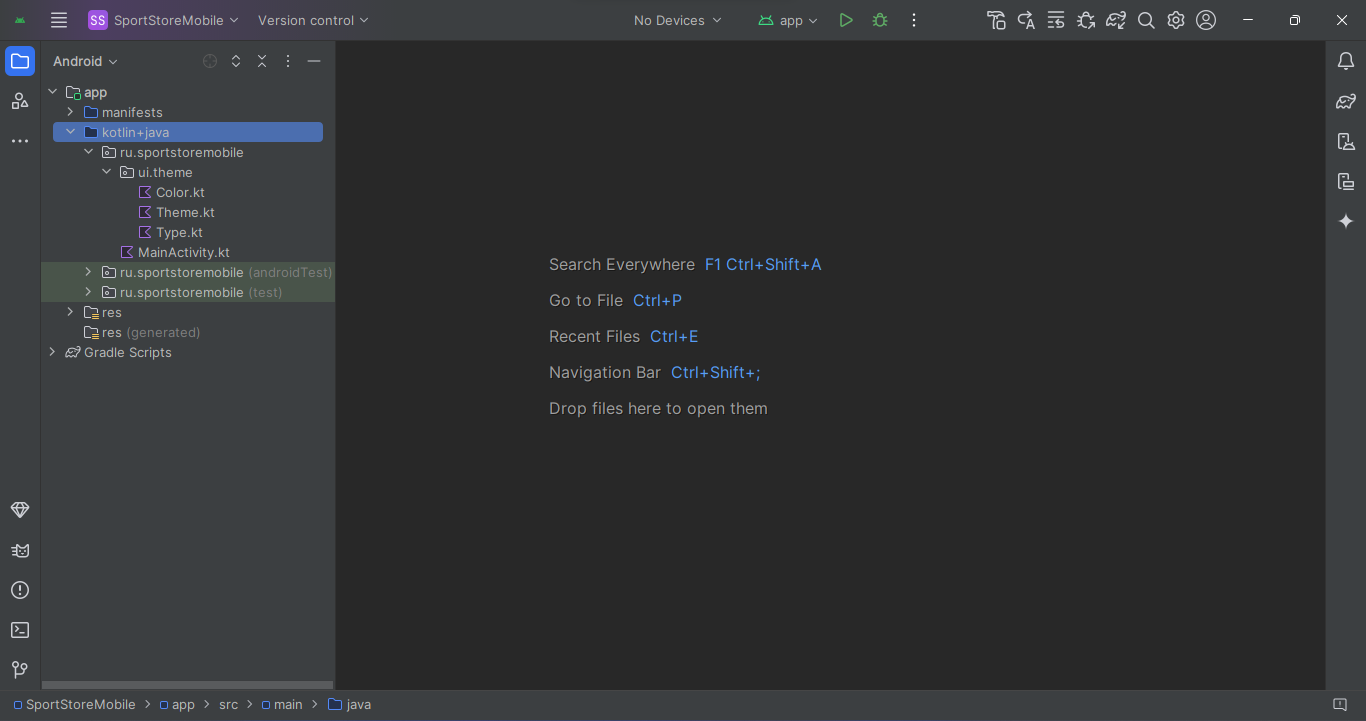 SS SportStoreMobile Version control No Devices app
Android
app
manifests
kotlin+java
ru.sportstoremobile
ui.theme
Color.kt
Theme.kt
Type.kt
MainActivity.kt
ru.sportstoremobile (androidTest)
ru.sportstoremobile (test)
res
res (generated)
Gradle Scripts
Search Everywhere F1 Ctrl+Shift+A
Go to File Ctrl+P
Recent Files Ctrl+E
Navigation Bar Ctrl+Shift+;
Drop files here to open them
SportStoreMobile > app > src > main > java